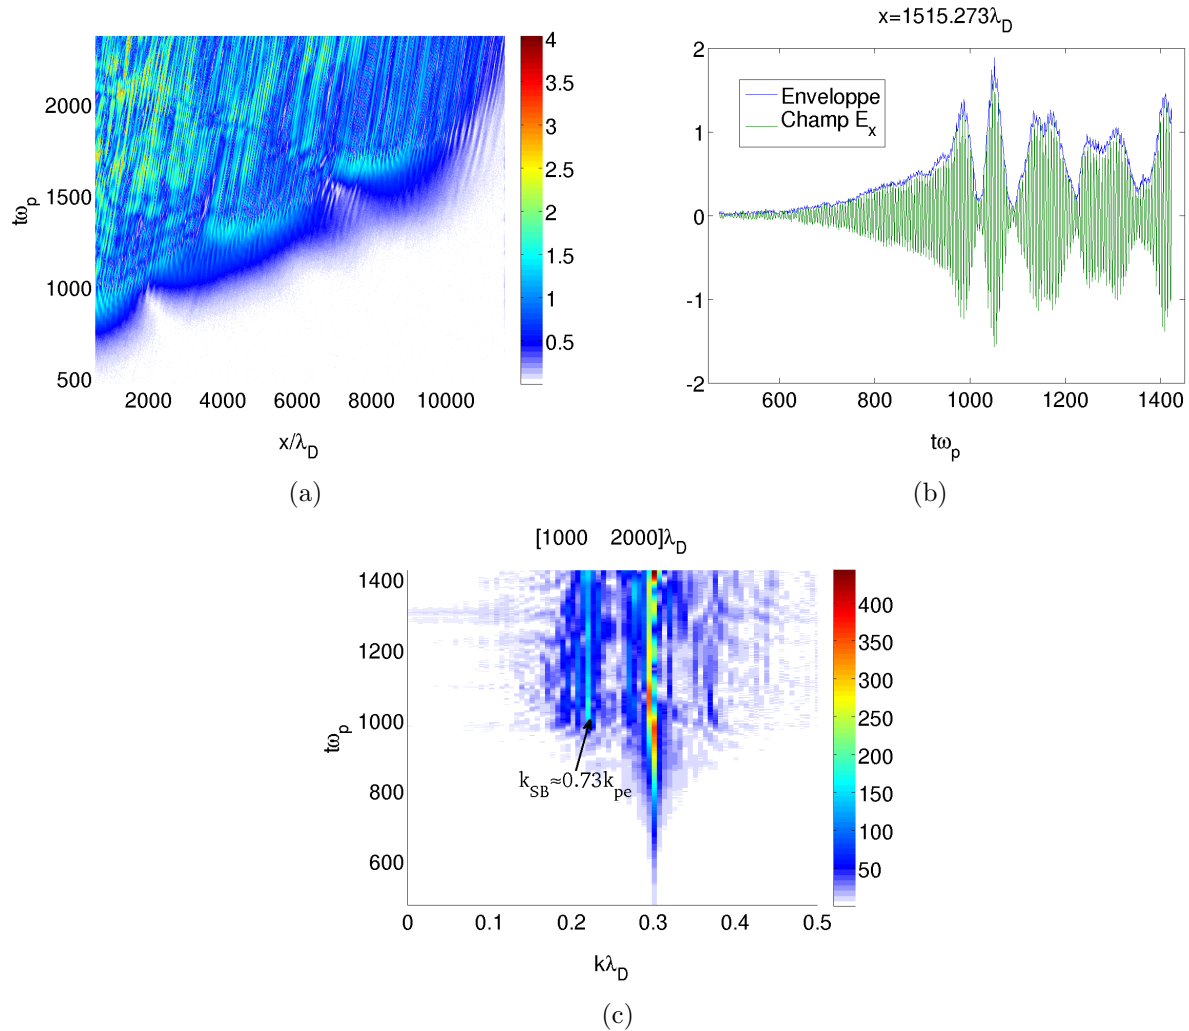 x=1515.273λ_D
4
3.5
3
2.5
2
1.5
1
0.5
2000
1500
1000
500
tω_p
2000 4000 6000 8000 10000
x/λ_D
(a)
2
1
0
-1
-2
Enveloppe
Champ E_x
600 800 1000 1200 1400
tω_p
(b)
[1000 2000]λ_D
1400
1200
1000
800
600
tω_p
k_SB≈0.73k_pe
400
350
300
250
200
150
100
50
0 0.1 0.2 0.3 0.4 0.5
kλ_D
(c)